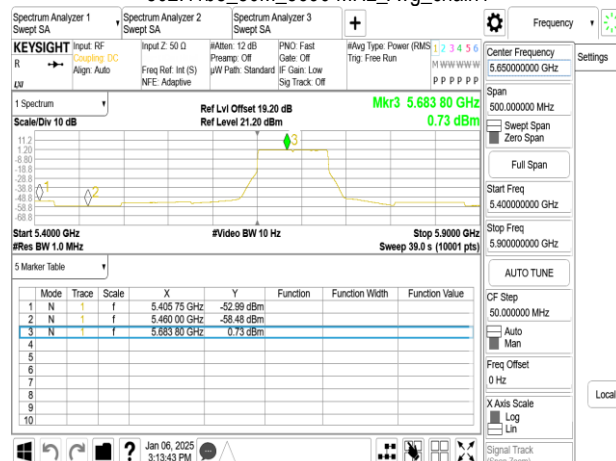 Spectrum Analyzer 1
Swept SA
Spectrum Analyzer 2
Swept SA
Spectrum Analyzer 3
Swept SA
+
Frequency
KEYSIGHT
R
LXI
Input: RF
Coupling: DC
Align: Auto
Input Z: 50 Ω
Freq Ref: Int (S)
NFE: Adaptive
#Atten: 12 dB
Preamp: Off
µW Path: Standard
PNO: Fast
Gate: Off
IF Gain: Low
Sig Track: Off
#Avg Type: Power (RMS
Trig: Free Run
1 2 3 4 5 6
M W W W W W
P P P P P P
Center Frequency
5.650000000 GHz
Settings
Span
500.000000 MHz
Swept Span
Zero Span
Full Span
Start Freq
5.400000000 GHz
Stop Freq
5.900000000 GHz
AUTO TUNE
CF Step
50.000000 MHz
Auto
Man
Freq Offset
0 Hz
X Axis Scale
Log
Lin
Signal Track
Local
1 Spectrum
Scale/Div 10 dB
Ref Lvl Offset 19.20 dB
Ref Level 21.20 dBm
Mkr3 5.683 80 GHz
0.73 dBm
11.2
1.20
-8.80
-18.8
-28.8
-38.8
-48.8
-58.8
-68.8
1
2
3
Start 5.4000 GHz
#Res BW 1.0 MHz
#Video BW 10 Hz
Stop 5.9000 GHz
Sweep 39.0 s (10001 pts)
5 Marker Table
Mode Trace Scale X Y Function Function Width Function Value
1 N 1 f 5.405 75 GHz -52.99 dBm
2 N 1 f 5.460 00 GHz -58.48 dBm
3 N 1 f 5.683 80 GHz 0.73 dBm
4
5
6
7
8
9
10
?
Jan 06, 2025
3:13:43 PM